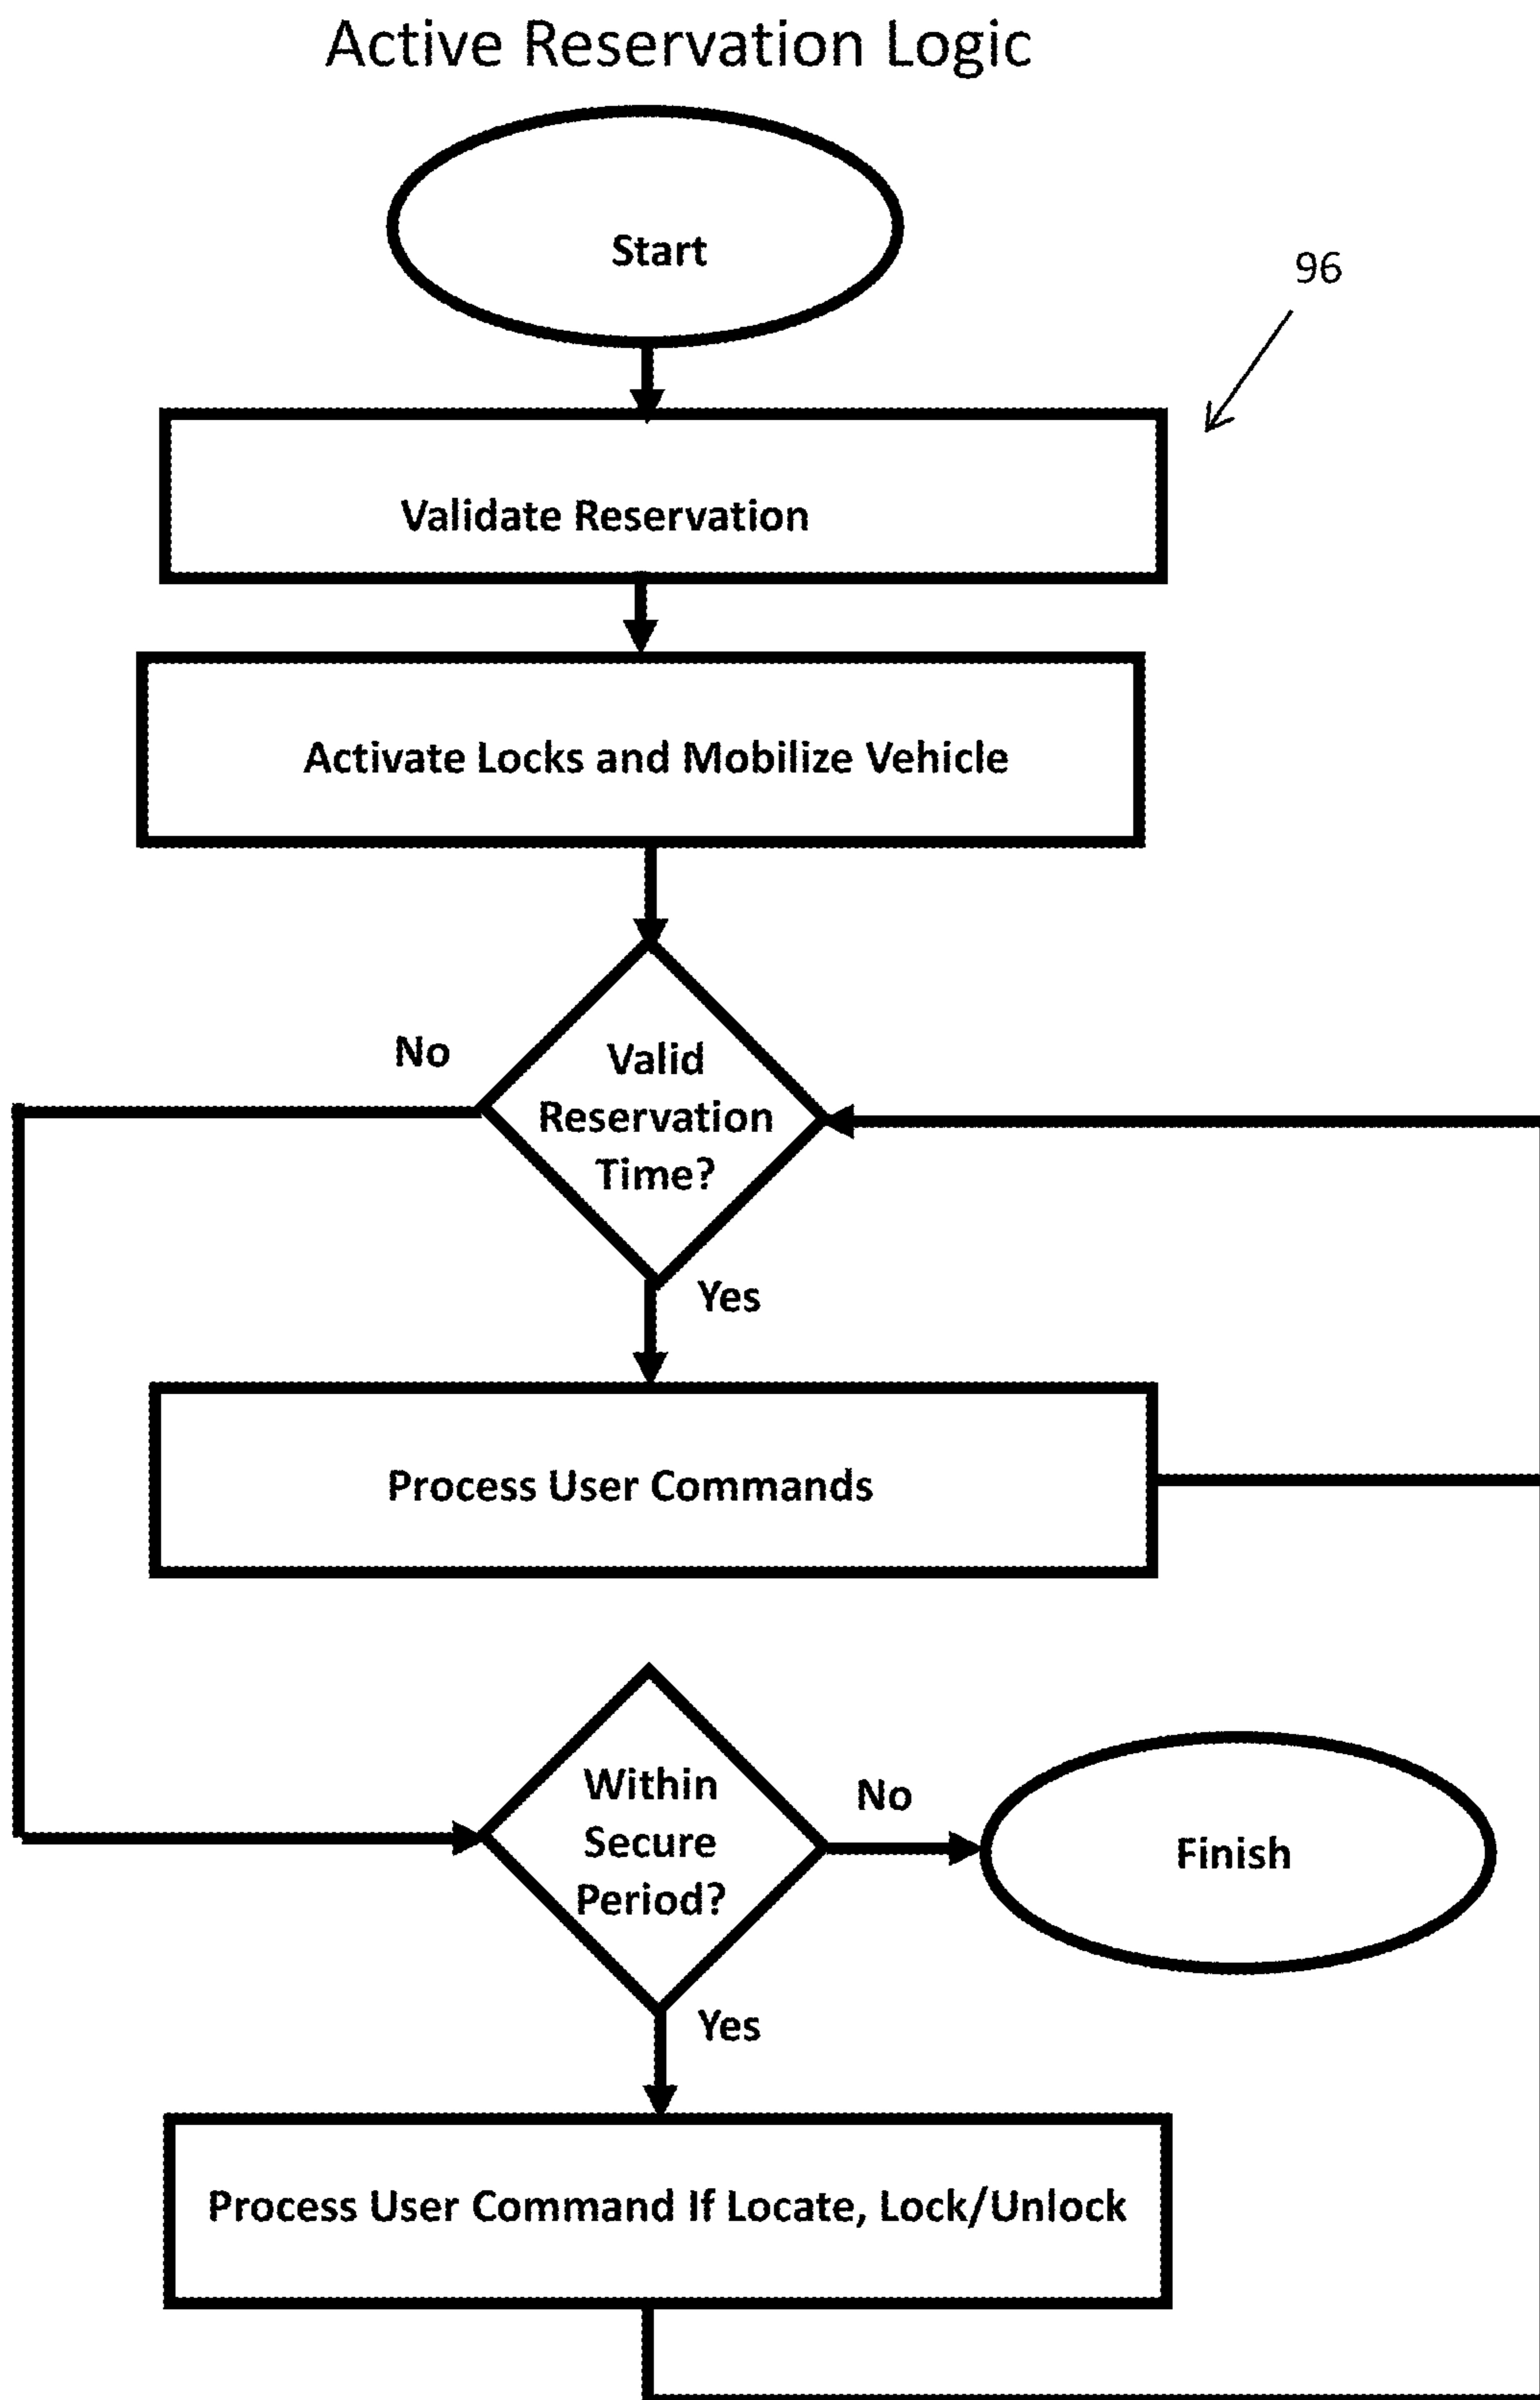 Active Reservation Logic
Start
96
Validate Reservation
Activate Locks and Mobilize Vehicle
No
Valid
Reservation
Time?
Yes
Process User Commands
Within
Secure
Period?
No
Finish
Yes
Process User Command If Locate, Lock/Unlock